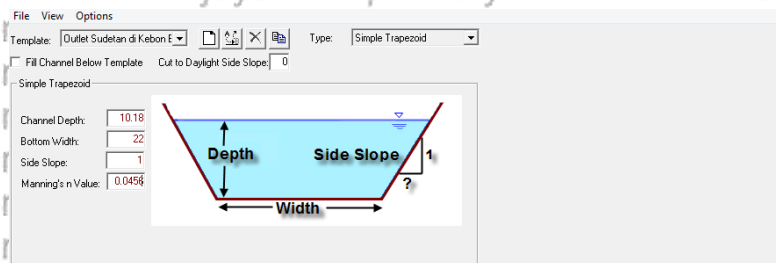 File View Options
Template: Outlet Sudetan di Kebon E Type: Simple Trapezoid
Fill Channel Below Template Cut to Daylight Side Slope: 0
Simple Trapezoid
Channel Depth: 10.18
Bottom Width: 22
Side Slope: 1
Manning's n Value: 0.0456
Depth Side Slope 1
?
Width